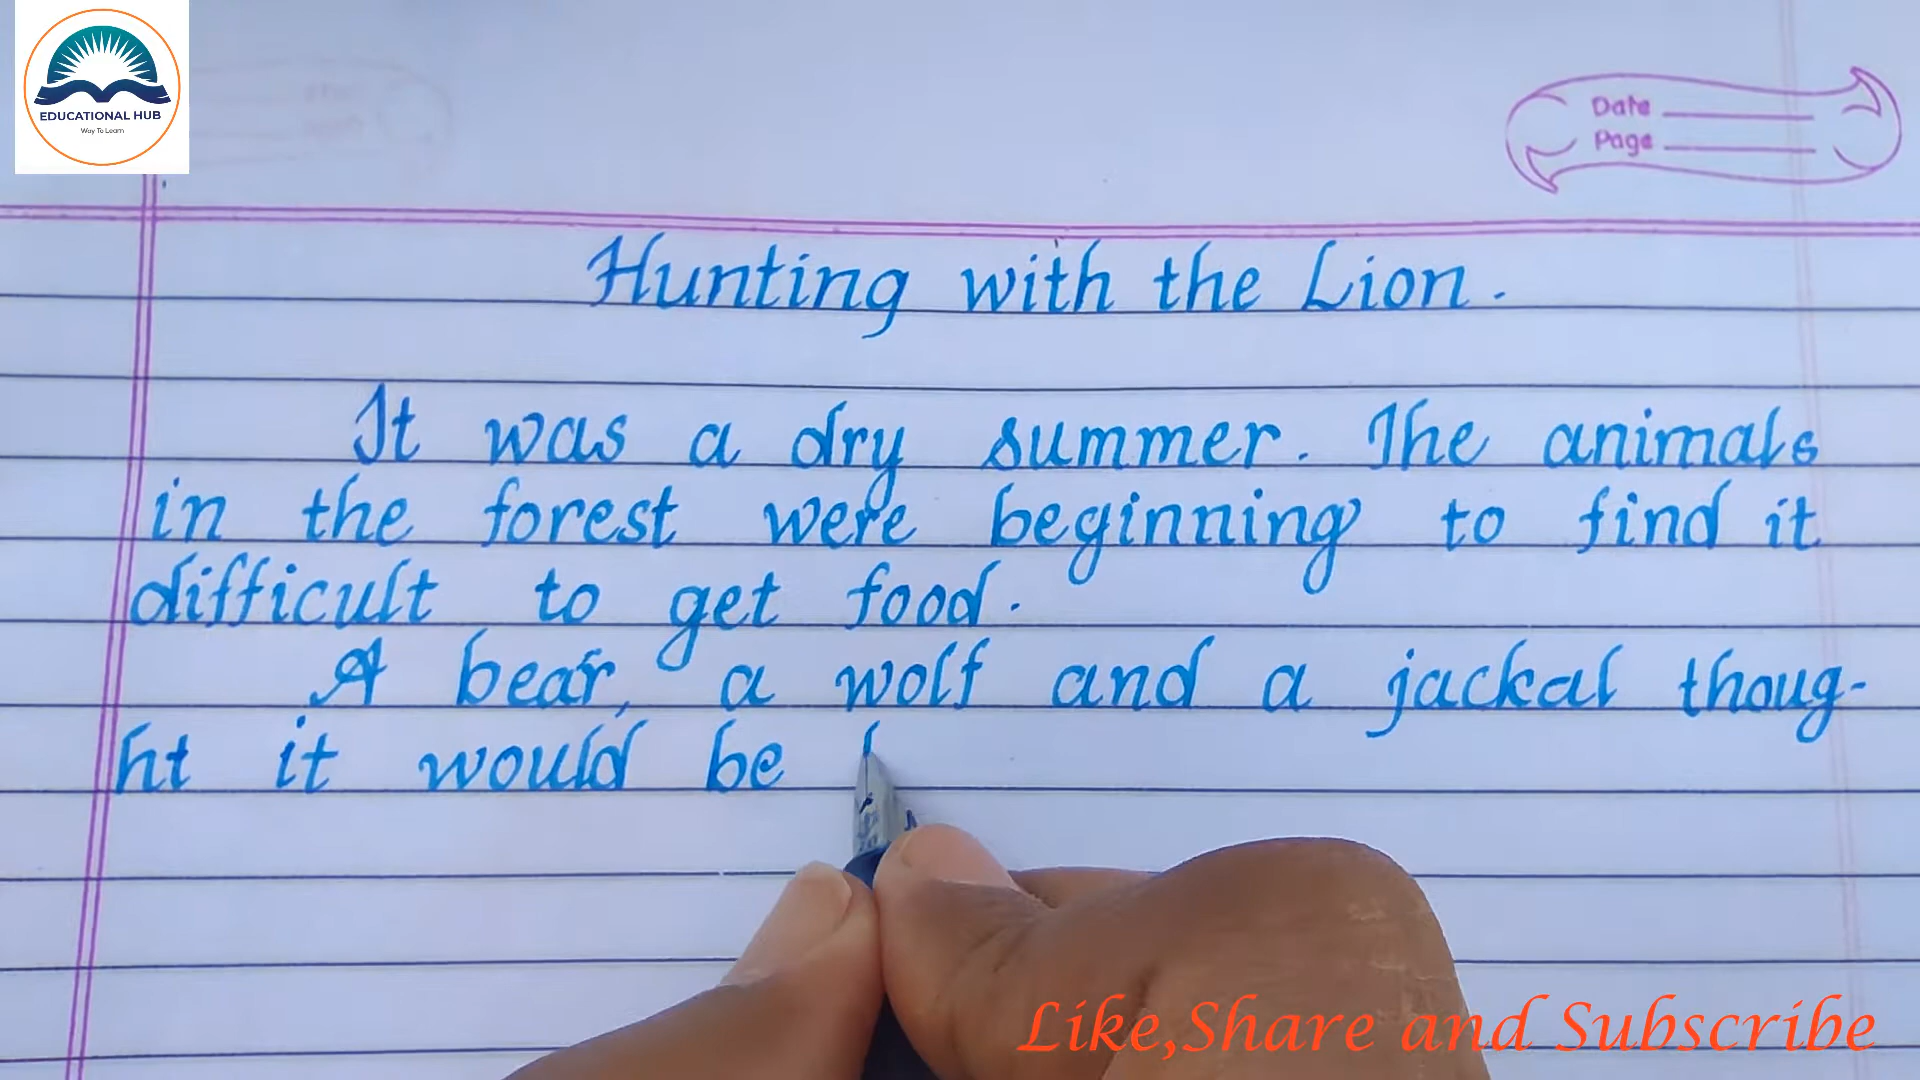 EDUCATIONAL HUB
Way To Learn
Date
Page
Hunting with the Lion.
It was a dry summer. The animals
in the forest were beginning to find it
difficult to get food.
A bear, a wolf and a jackal thoug-
ht it would be
Like,Share and Subscribe